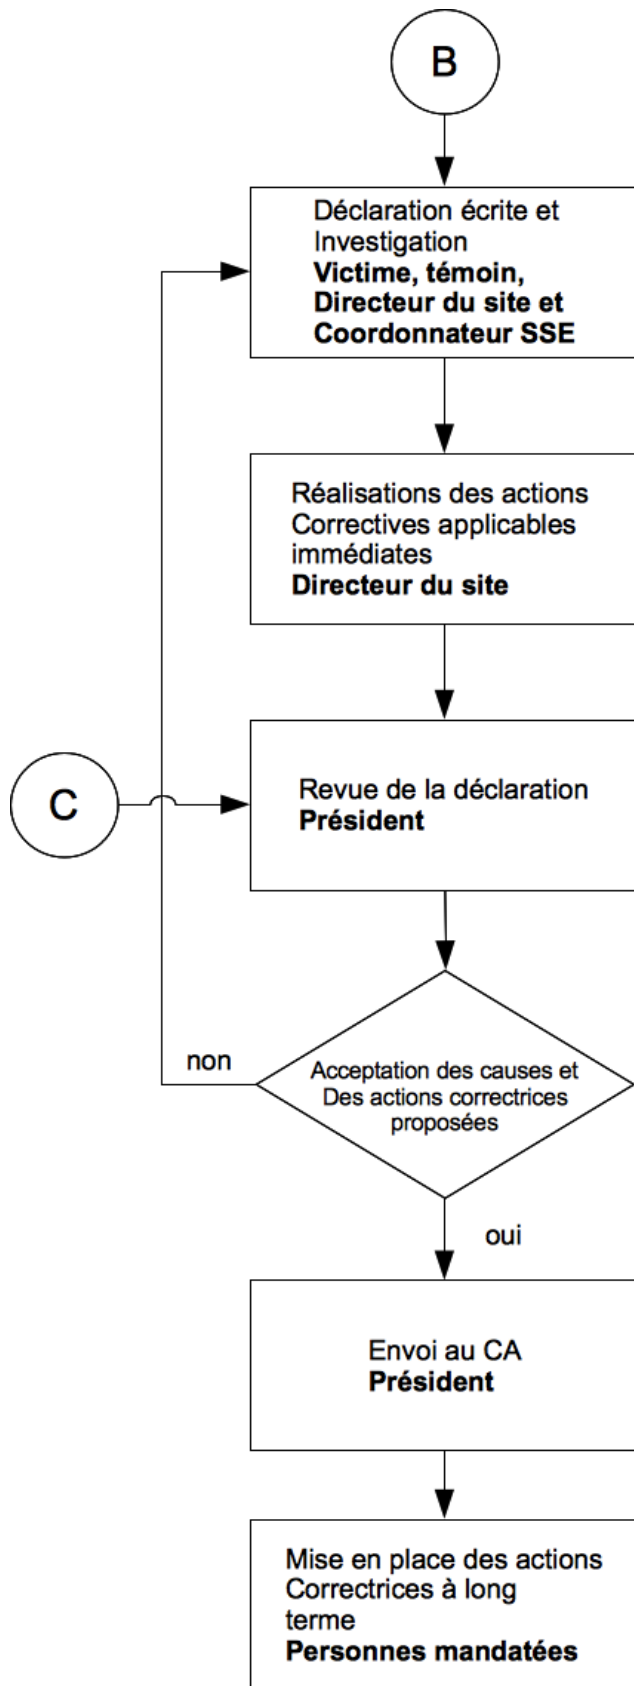 B
Déclaration écrite et
Investigation
Victime, témoin,
Directeur du site et
Coordonnateur SSE
Réalisations des actions
Correctives applicables
immédiates
Directeur du site
C
Revue de la déclaration
Président
non
Acceptation des causes et
Des actions correctrices
proposées
oui
Envoi au CA
Président
Mise en place des actions
Correctrices à long
terme
Personnes mandatées